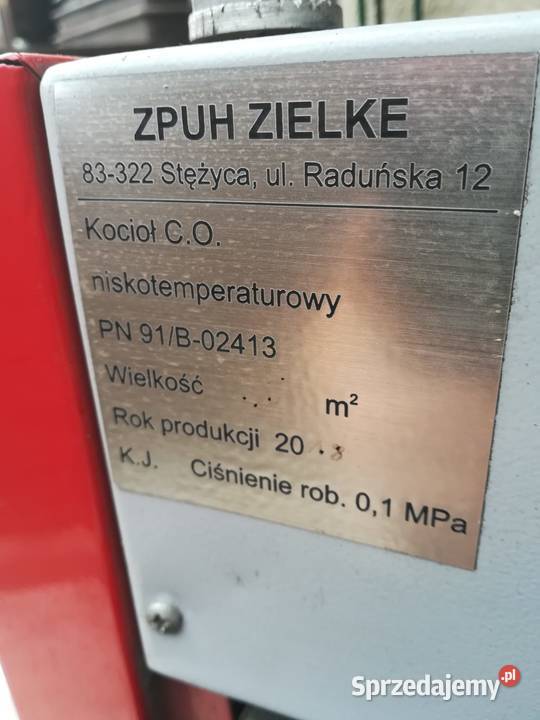 ZPUH ZIELKE
83-322 Stężyca, ul. Raduńska 12
Kocioł C.O.
niskotemperaturowy
PN 91/B-02413
Wielkość m²
Rok produkcji 20
K.J. Ciśnienie rob. 0,1 MPa
Sprzedajemy.pl